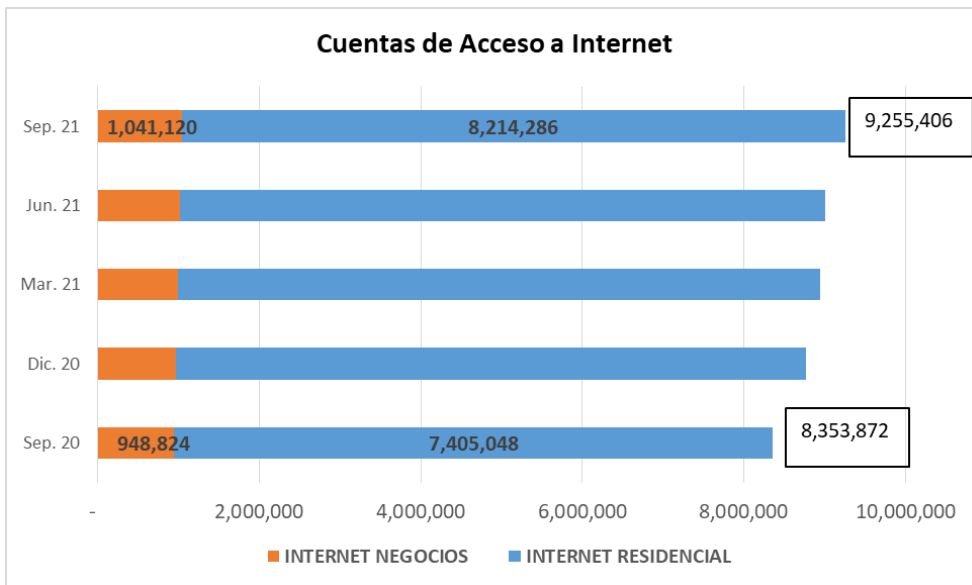 Cuentas de Acceso a Internet
Sep. 21
1,041,120
8,214,286
9,255,406
Jun. 21
Mar. 21
Dic. 20
Sep. 20
948,824
7,405,048
8,353,872
-
2,000,000
4,000,000
6,000,000
8,000,000
10,000,000
INTERNET NEGOCIOS
INTERNET RESIDENCIAL